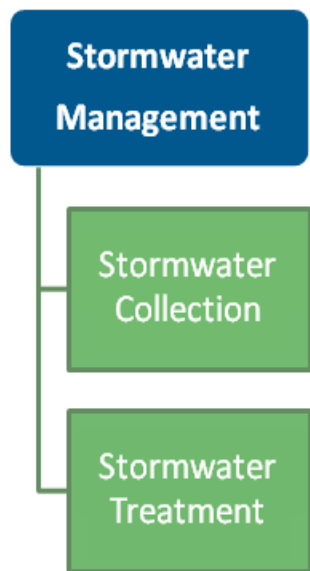 Stormwater
Management
Stormwater
Collection
Stormwater
Treatment